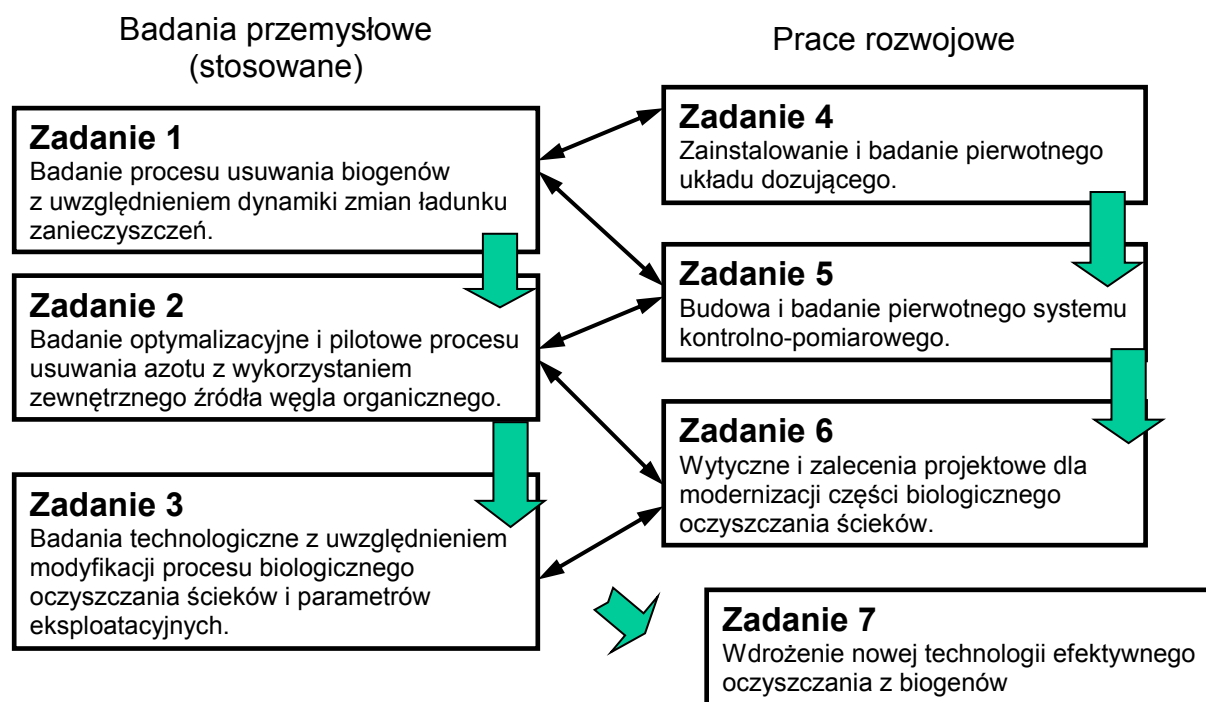 Badania przemysłowe
(stosowane)
Zadanie 1
Badanie procesu usuwania biogenów
z uwzględnieniem dynamiki zmian ładunku
zanieczyszczeń.
Zadanie 2
Badanie optymalizacyjne i pilotowe procesu
usuwania azotu z wykorzystaniem
zewnętrznego źródła węgla organicznego.
Zadanie 3
Badania technologiczne z uwzględnieniem
modyfikacji procesu biologicznego
oczyszczania ścieków i parametrów
eksploatacyjnych.
Prace rozwojowe
Zadanie 4
Zainstalowanie i badanie pierwotnego
układu dozującego.
Zadanie 5
Budowa i badanie pierwotnego systemu
kontrolno-pomiarowego.
Zadanie 6
Wytyczne i zalecenia projektowe dla
modernizacji części biologicznego
oczyszczania ścieków.
Zadanie 7
Wdrożenie nowej technologii efektywnego
oczyszczania z biogenów